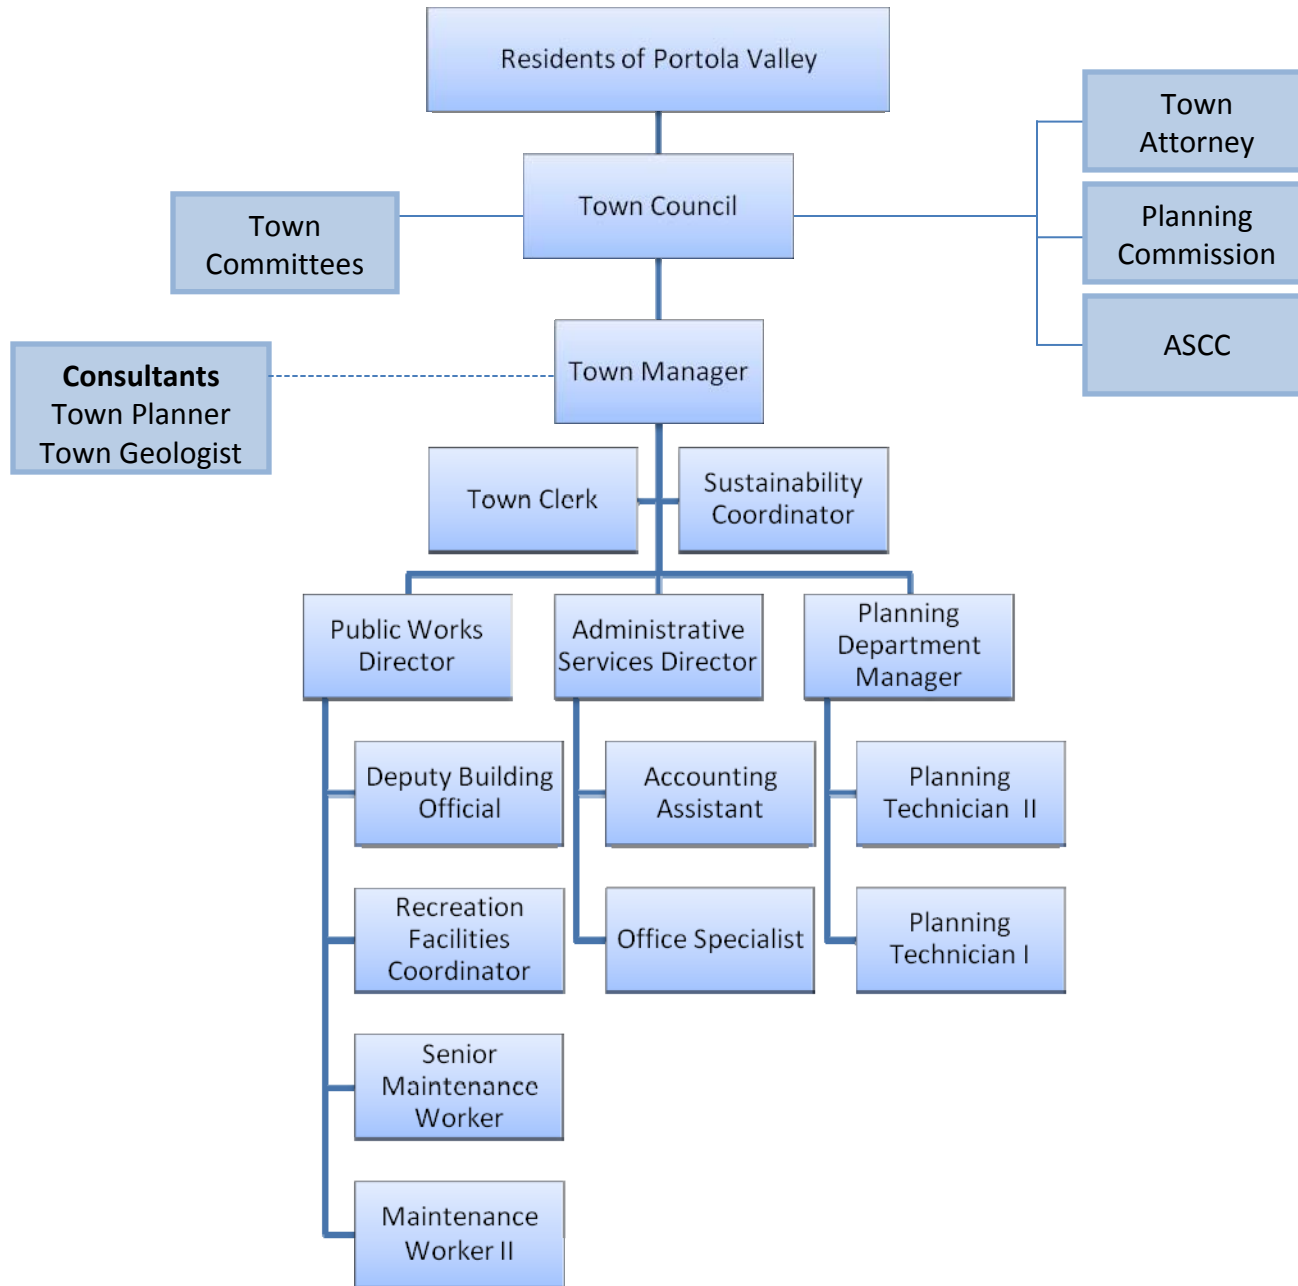 Residents of Portola Valley
Town
Attorney
Town Council
Planning
Commission
Town
Committees
ASCC
Town Manager
Consultants
Town Planner
Town Geologist
Town Clerk
Sustainability
Coordinator
Public Works
Director
Administrative
Services Director
Planning
Department
Manager
Deputy Building
Official
Accounting
Assistant
Planning
Technician II
Recreation
Facilities
Coordinator
Office Specialist
Planning
Technician I
Senior
Maintenance
Worker
Maintenance
Worker II